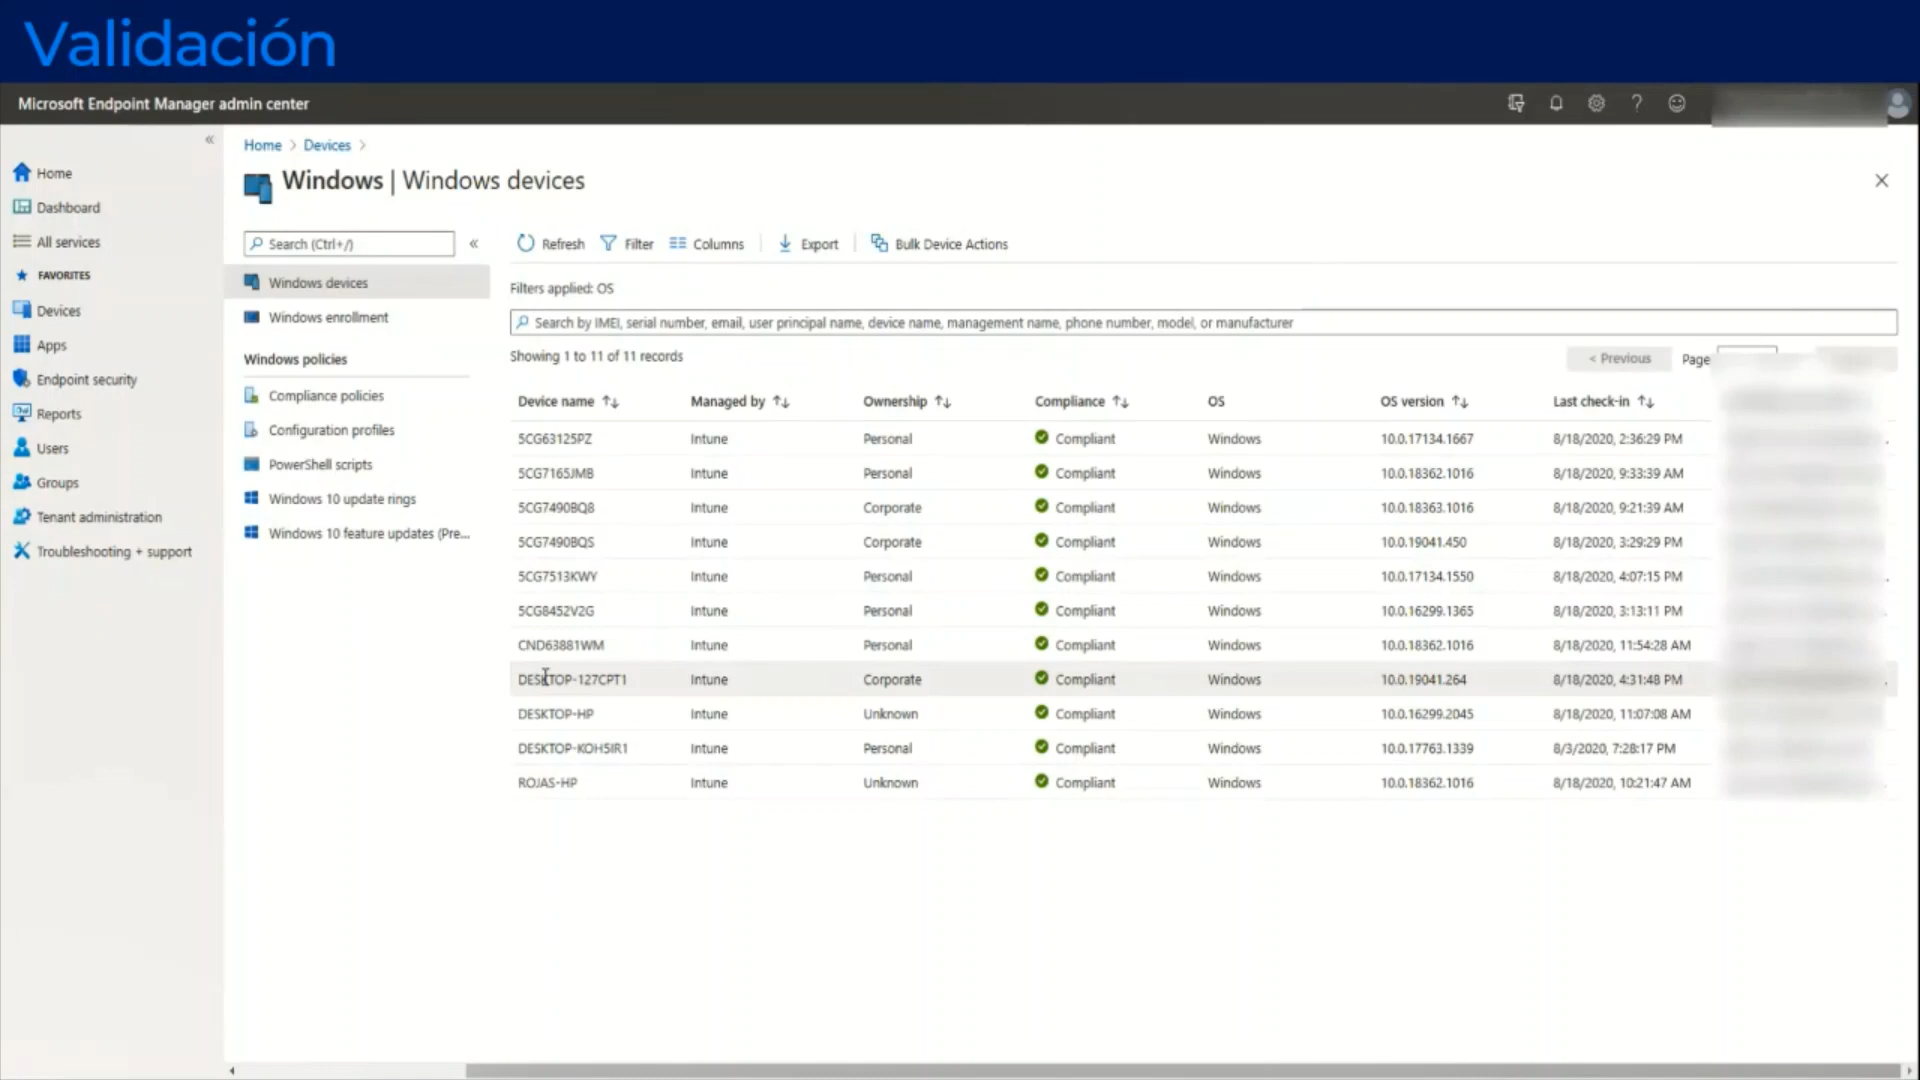 Validación
Microsoft Endpoint Manager admin center
«
Home > Devices >
Windows | Windows devices
Home
Dashboard
All services
FAVORITES
Devices
Apps
Endpoint security
Reports
Users
Groups
Tenant administration
Troubleshooting + support
Search (Ctrl+/)
«
Windows devices
Windows enrollment
Windows policies
Compliance policies
Configuration profiles
PowerShell scripts
Windows 10 update rings
Windows 10 feature updates (Pre...
Refresh Filter Columns Export Bulk Device Actions
Filters applied: OS
Search by IMEI, serial number, email, user principal name, device name, management name, phone number, model, or manufacturer
Showing 1 to 11 of 11 records
< Previous Page
Device name Managed by Ownership Compliance OS OS version Last check-in
5CG63125PZ Intune Personal Compliant Windows 10.0.17134.1667 8/18/2020, 2:36:29 PM
5CG7165JMB Intune Personal Compliant Windows 10.0.18362.1016 8/18/2020, 9:33:39 AM
5CG7490BQ8 Intune Corporate Compliant Windows 10.0.18363.1016 8/18/2020, 9:21:39 AM
5CG7490BQS Intune Corporate Compliant Windows 10.0.19041.450 8/18/2020, 3:29:29 PM
5CG7513KWY Intune Personal Compliant Windows 10.0.17134.1550 8/18/2020, 4:07:15 PM
5CG8452V2G Intune Personal Compliant Windows 10.0.16299.1365 8/18/2020, 3:13:11 PM
CND63881WM Intune Personal Compliant Windows 10.0.18362.1016 8/18/2020, 11:54:28 AM
DESKTOP-127CPT1 Intune Corporate Compliant Windows 10.0.19041.264 8/18/2020, 4:31:48 PM
DESKTOP-HP Intune Unknown Compliant Windows 10.0.16299.2045 8/18/2020, 11:07:08 AM
DESKTOP-KOH5IR1 Intune Personal Compliant Windows 10.0.17763.1339 8/3/2020, 7:28:17 PM
ROJAS-HP Intune Unknown Compliant Windows 10.0.18362.1016 8/18/2020, 10:21:47 AM